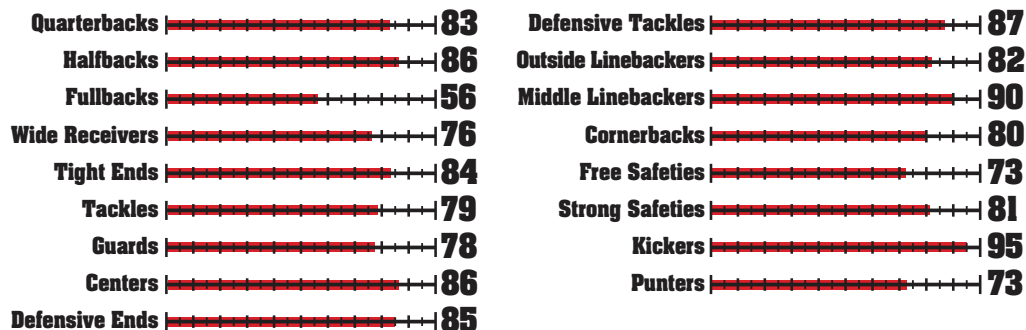 Quarterbacks 83
Halfbacks 86
Fullbacks 56
Wide Receivers 76
Tight Ends 84
Tackles 79
Guards 78
Centers 86
Defensive Ends 85
Defensive Tackles 87
Outside Linebackers 82
Middle Linebackers 90
Cornerbacks 80
Free Safeties 73
Strong Safeties 81
Kickers 95
Punters 73